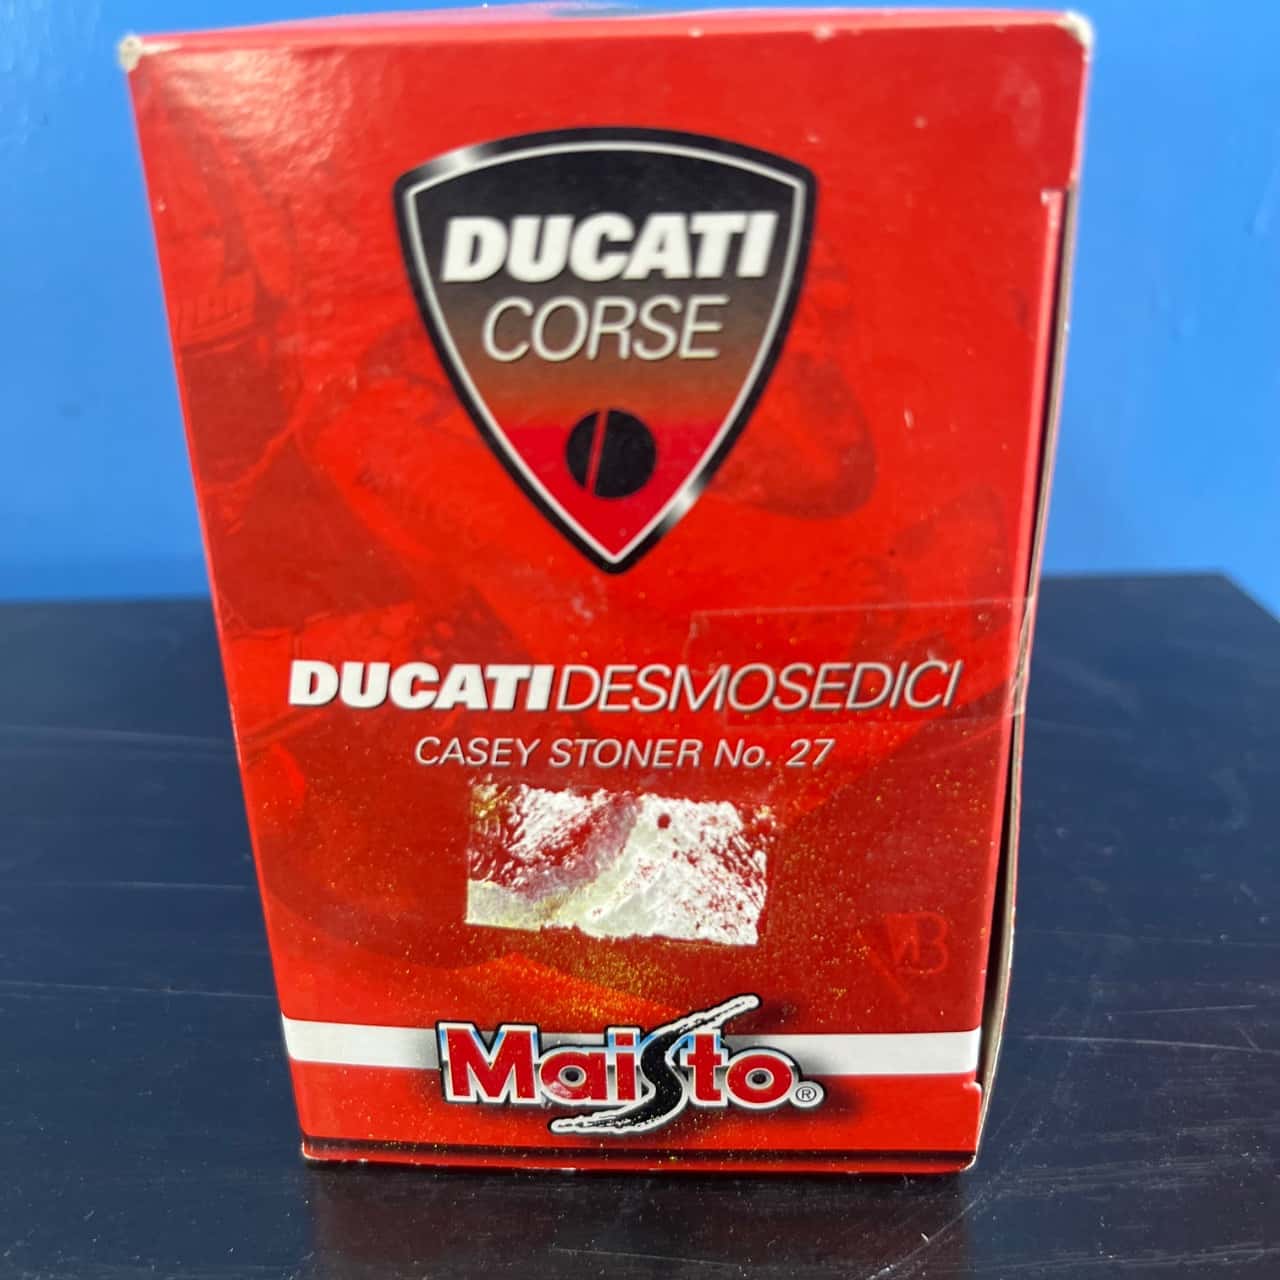 DUCATI
CORSE
DUCATIDESMOSEDICI
CASEY STONER No. 27
Maisto®